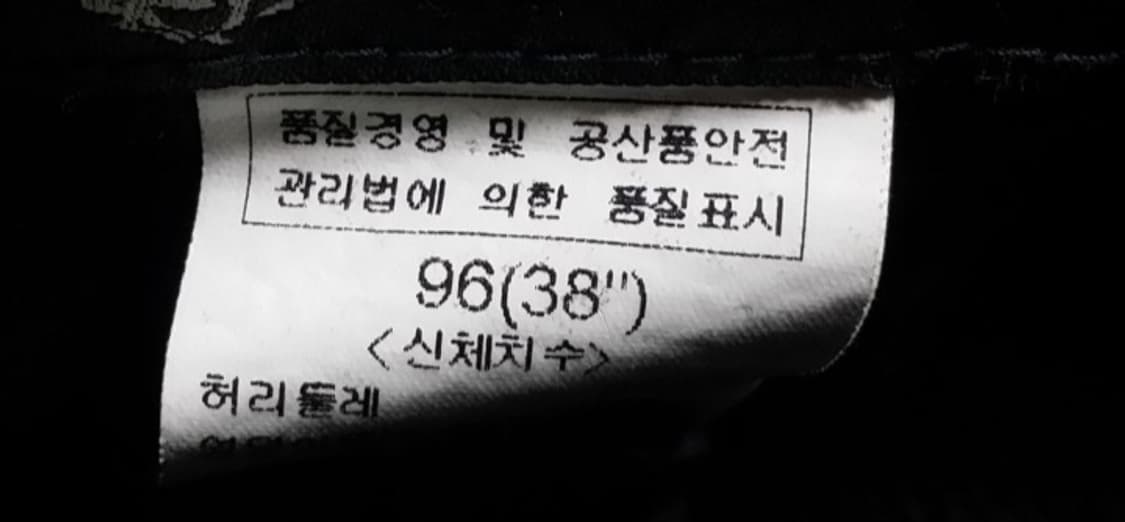 품질경영 및 공산품안전
관리법에 의한 품질표시
96(38")
<신체치수>
허리둘레